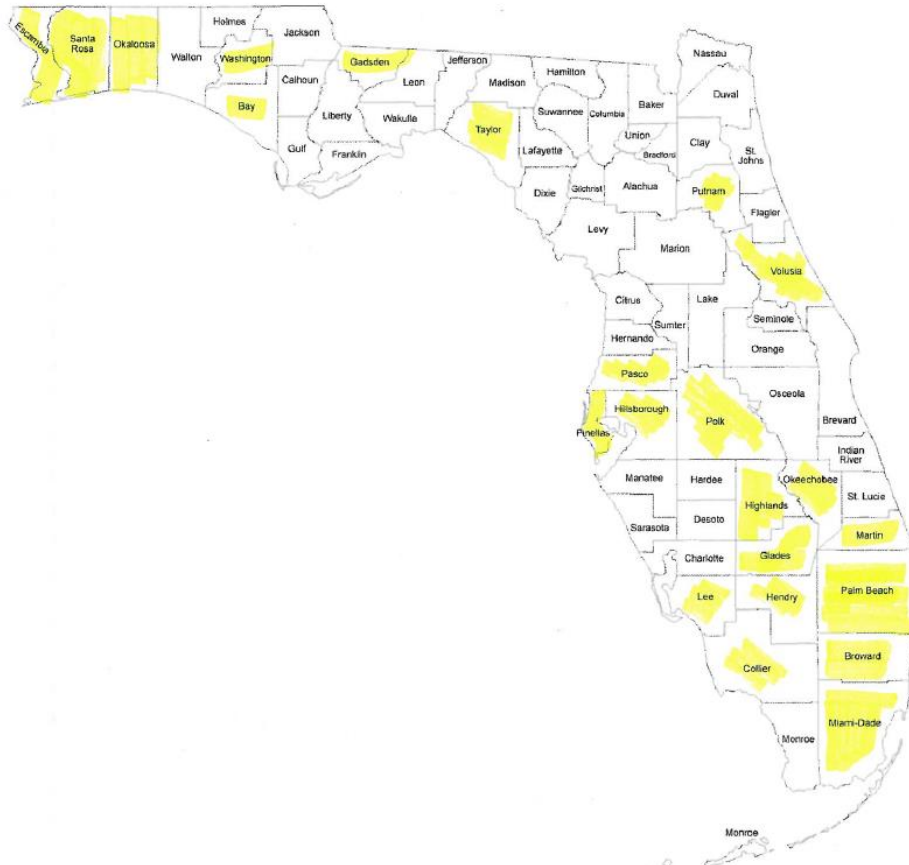 Escambia
Santa
Rosa
Okaloosa
Walton
Holmes
Washington
Bay
Jackson
Calhoun
Gulf
Gadsden
Liberty
Franklin
Leon
Wakulla
Jefferson
Madison
Taylor
Hamilton
Suwannee
Lafayette
Dixie
Columbia
Gilchrist
Baker
Union
Bradford
Alachua
Levy
Nassau
Duval
Clay
St.
Johns
Putnam
Flagler
Marion
Volusia
Citrus
Lake
Sumter
Seminole
Hernando
Orange
Pasco
Osceola
Hillsborough
Polk
Pinellas
Brevard
Indian
River
Manatee
Hardee
Okeechobee
St. Lucie
Highlands
Sarasota
Desoto
Martin
Charlotte
Glades
Lee
Hendry
Palm Beach
Broward
Collier
Miami-Dade
Monroe
Monroe